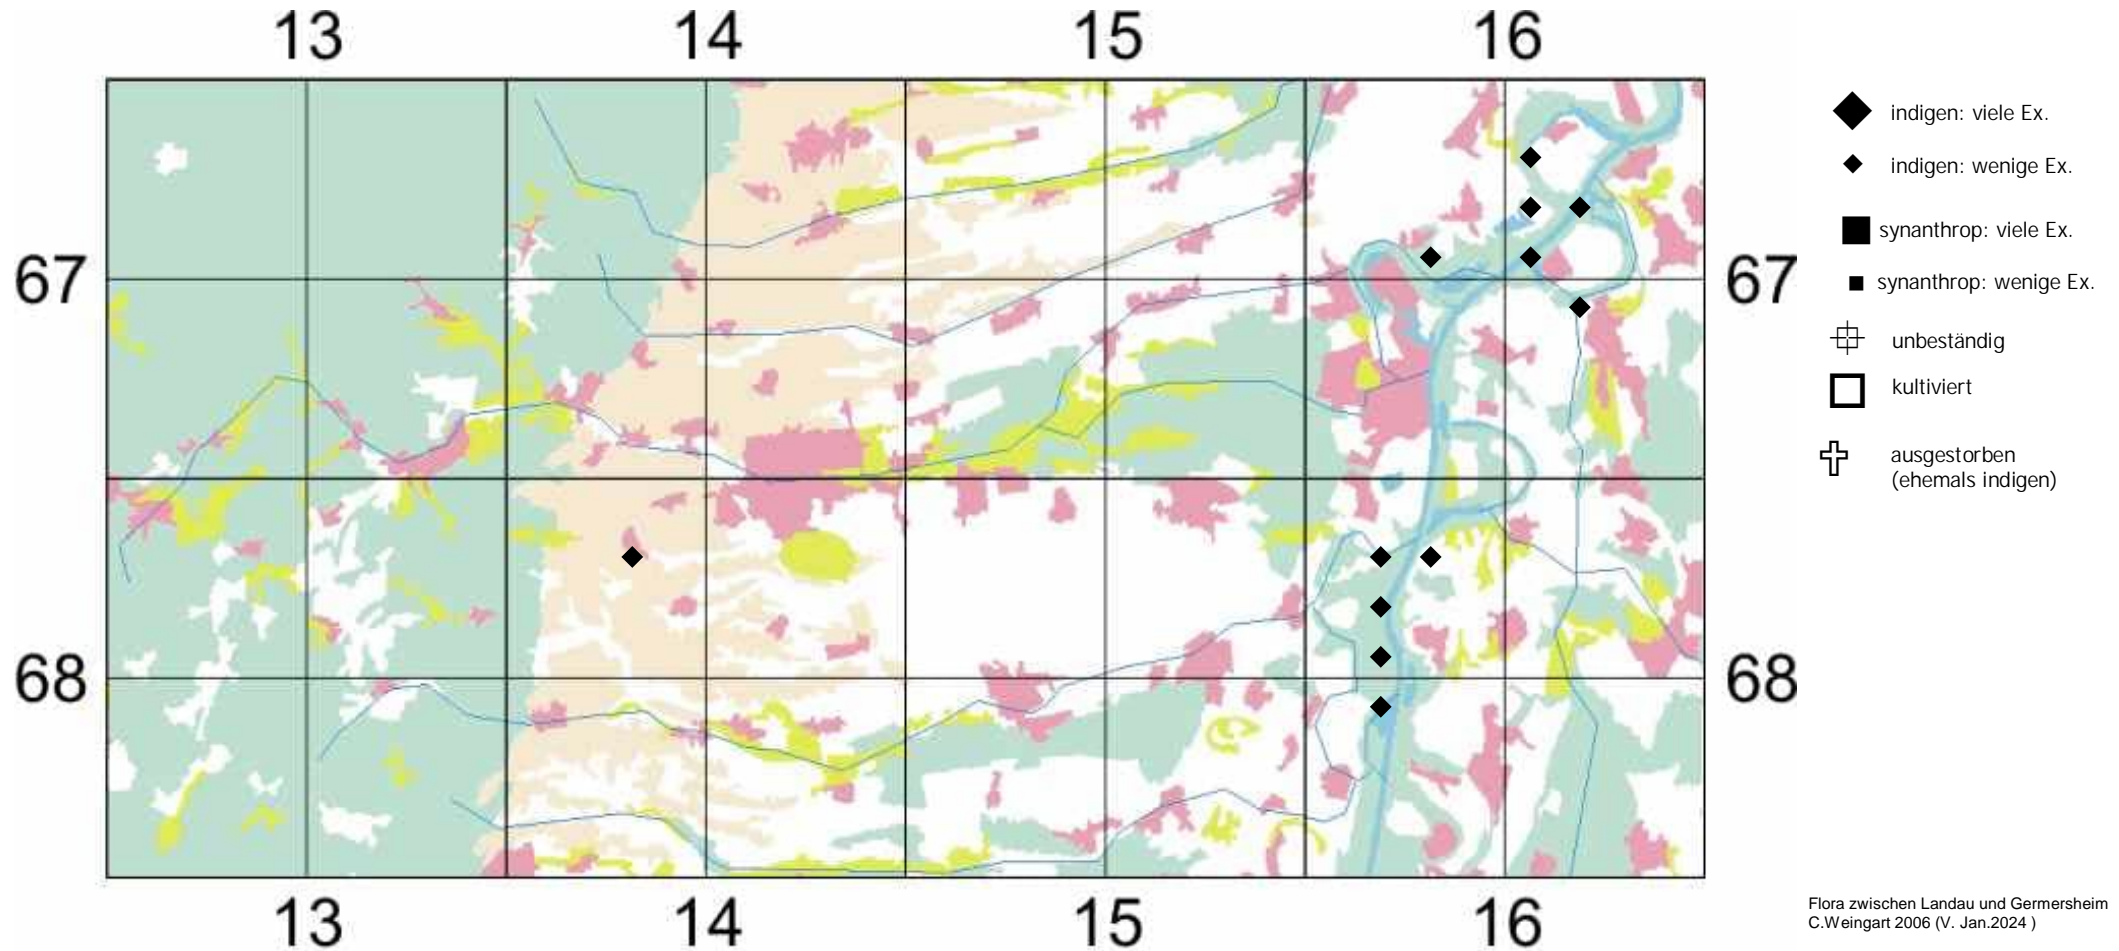 13 14 15 16
67 67
68 68
13 14 15 16
indigen: viele Ex.
indigen: wenige Ex.
synanthrop: viele Ex.
synanthrop: wenige Ex.
unbeständig
kultiviert
ausgestorben
(ehemals indigen)
Flora zwischen Landau und Germersheim
C.Weingart 2006 (V. Jan.2024 )